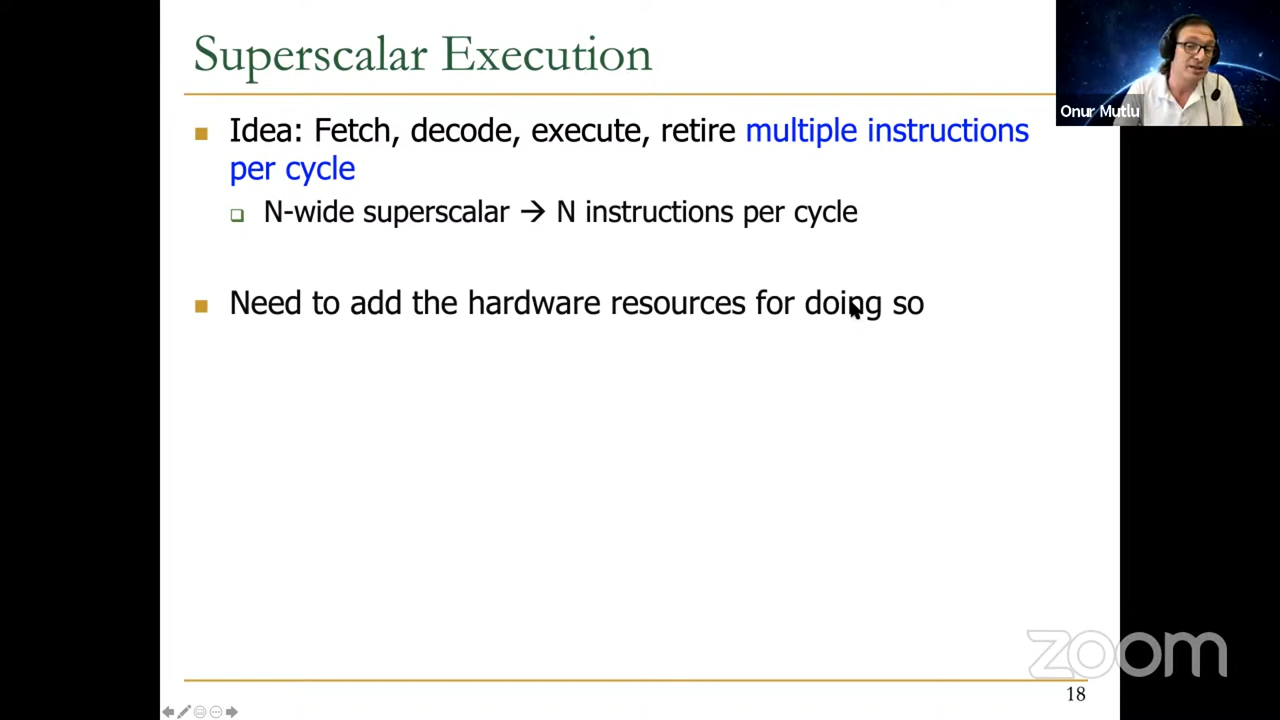 Superscalar Execution
Onur Mutlu
Idea: Fetch, decode, execute, retire multiple instructions
per cycle
N-wide superscalar → N instructions per cycle
Need to add the hardware resources for doing so
zoom
18